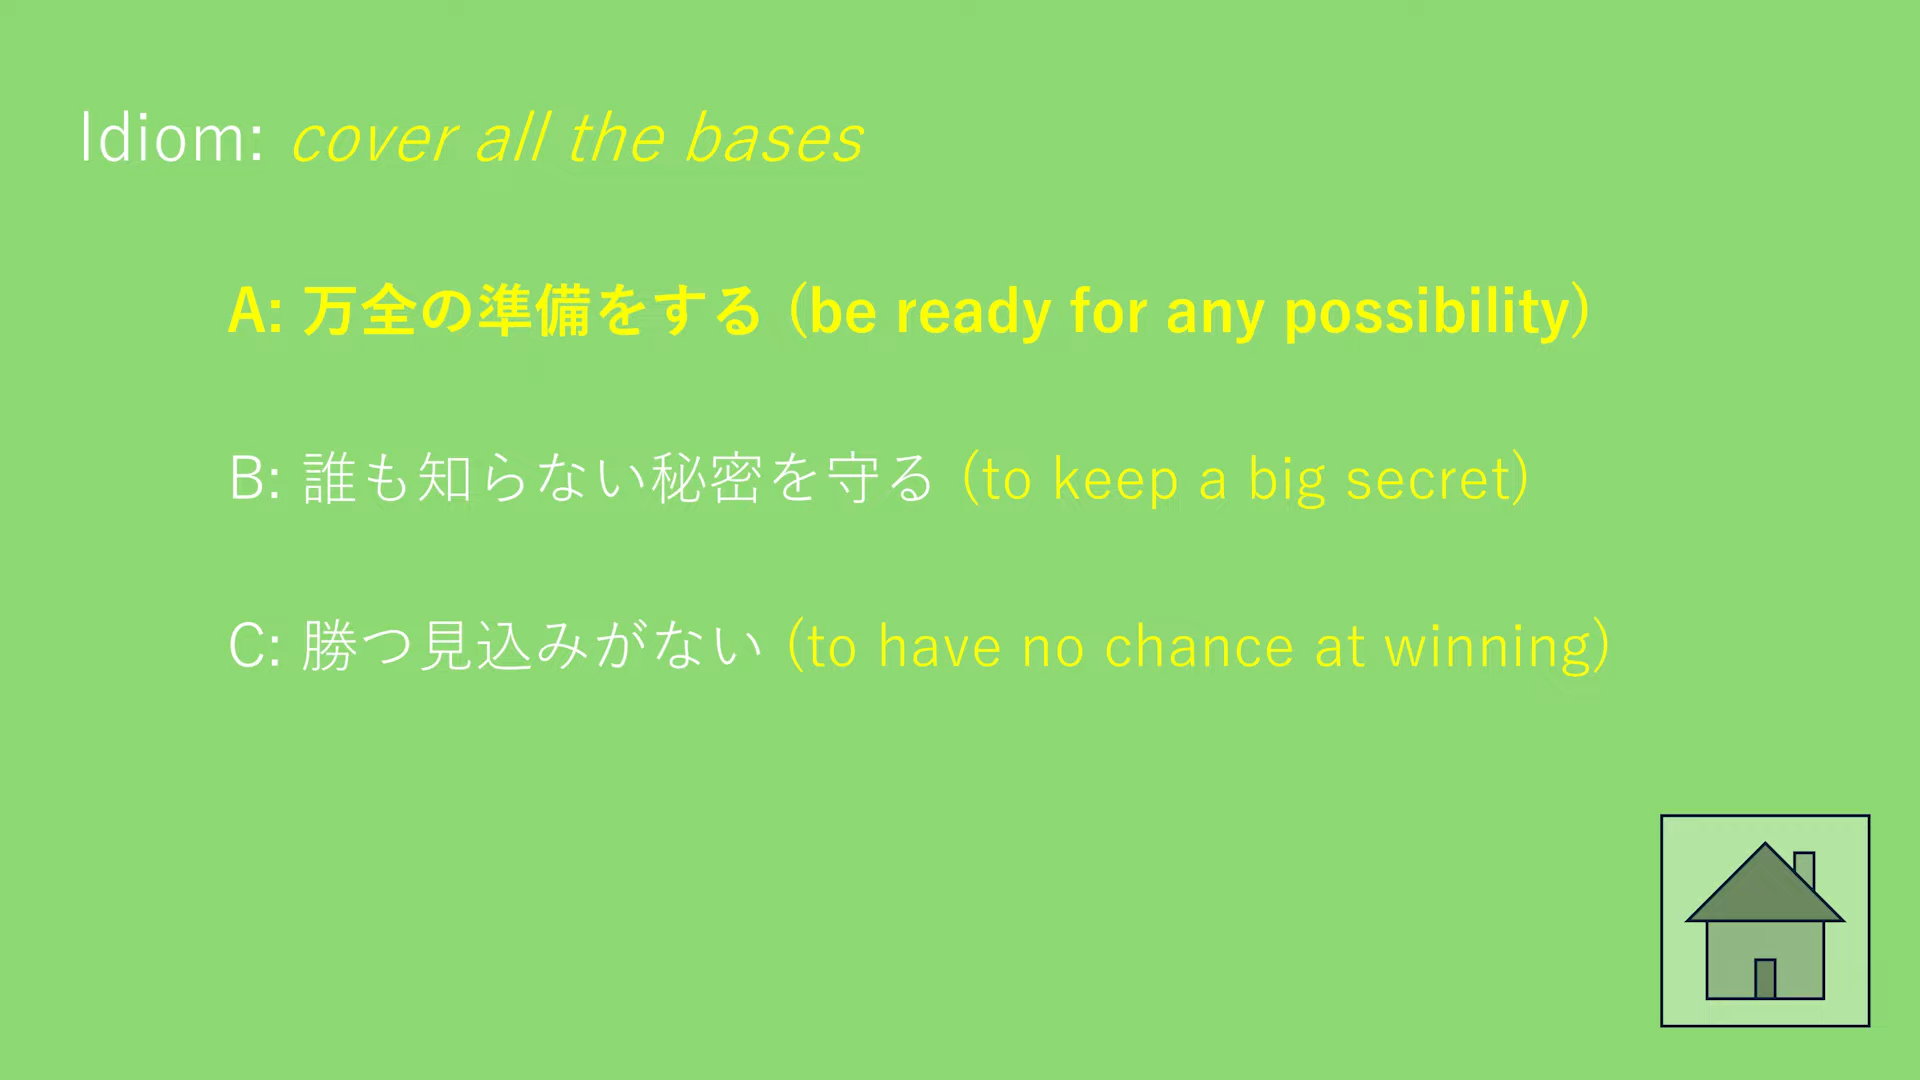 Idiom: cover all the bases
A: 万全の準備をする (be ready for any possibility)
B: 誰も知らない秘密を守る (to keep a big secret)
C: 勝つ見込みがない (to have no chance at winning)